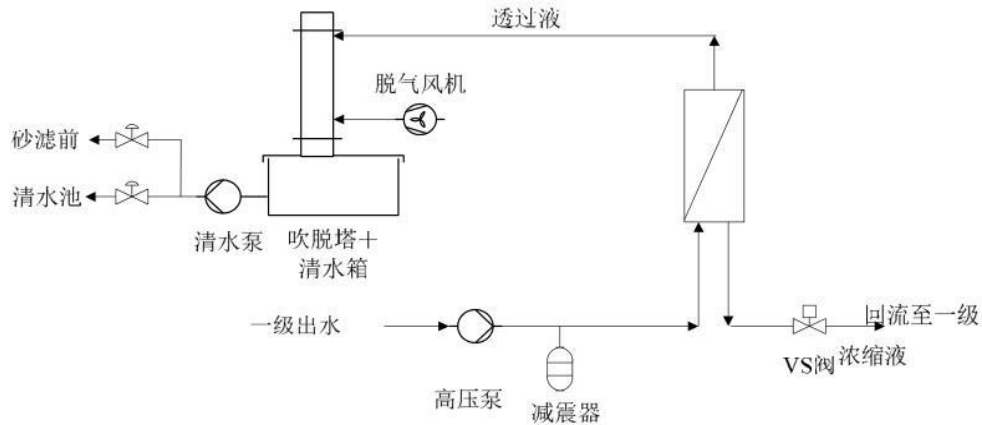 透过液
脱气风机
砂滤前
清水池
清水泵
吹脱塔＋
清水箱
一级出水
回流至一级
VS阀
浓缩液
高压泵
减震器